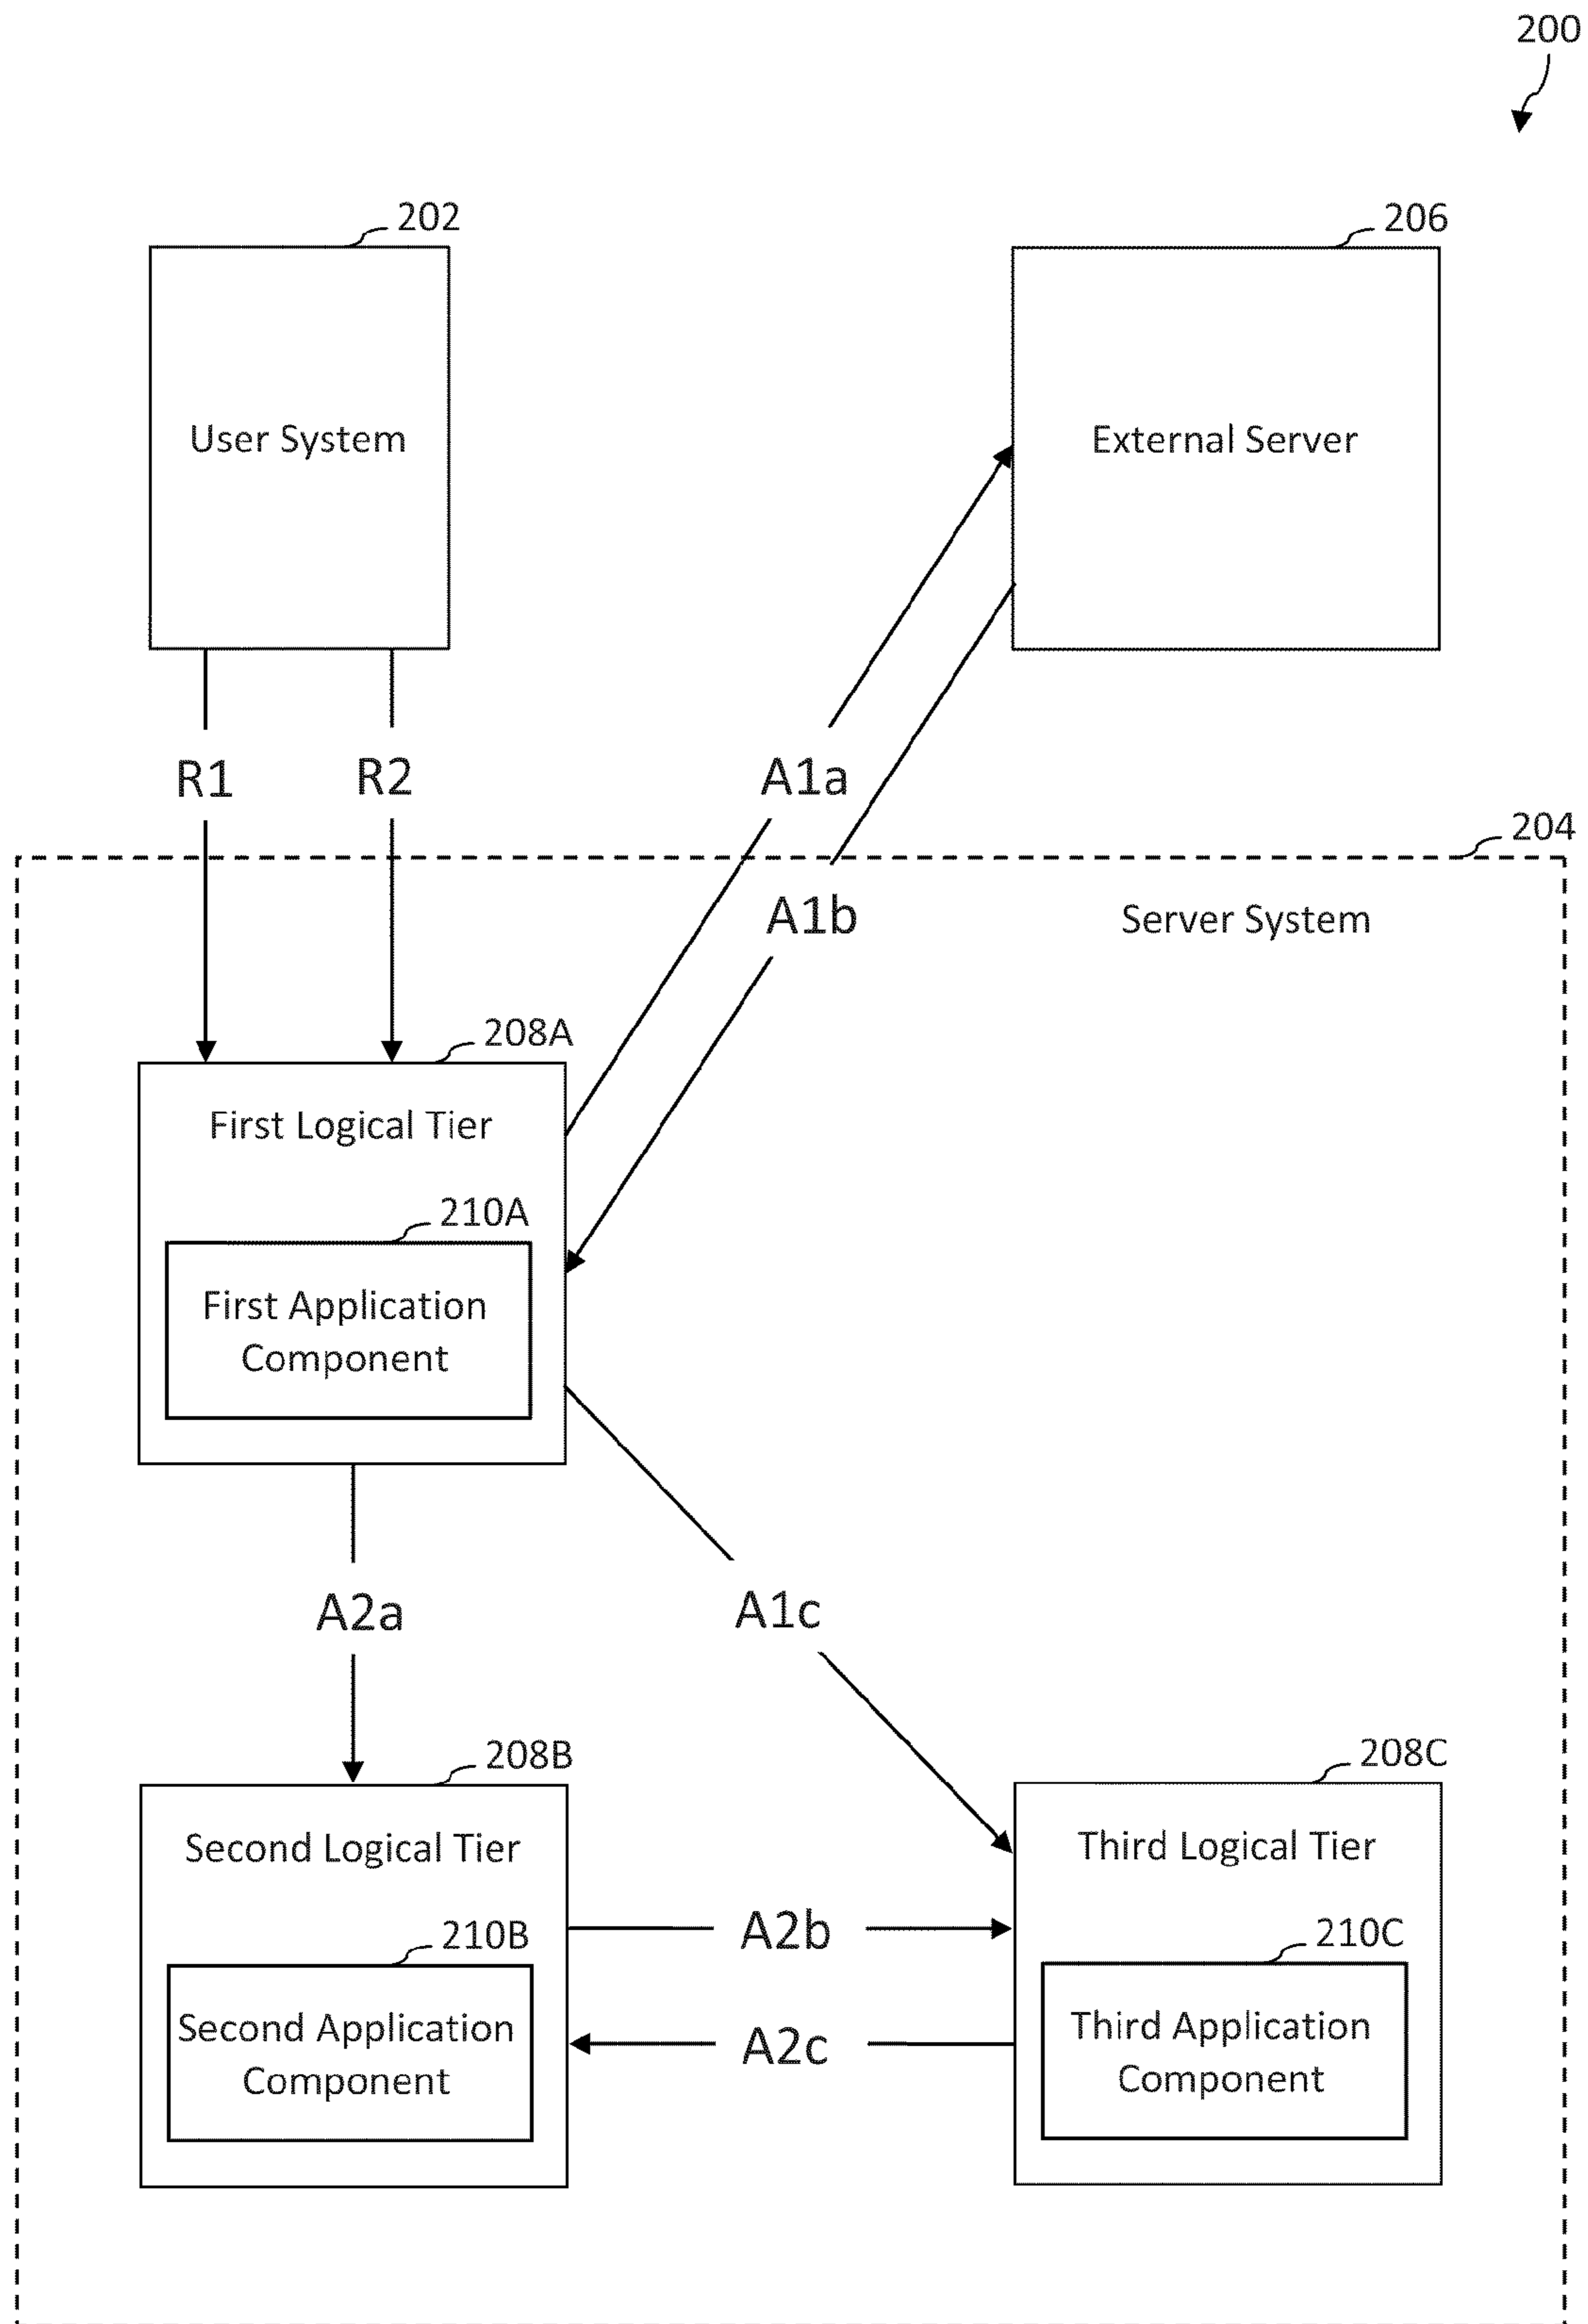 200
202
206
User System
External Server
R1
R2
A1a
204
A1b
Server System
208A
First Logical Tier
210A
First Application
Component
A2a
A1c
208B
208C
Second Logical Tier
Third Logical Tier
A2b
210B
210C
Second Application
Component
Third Application
Component
A2c